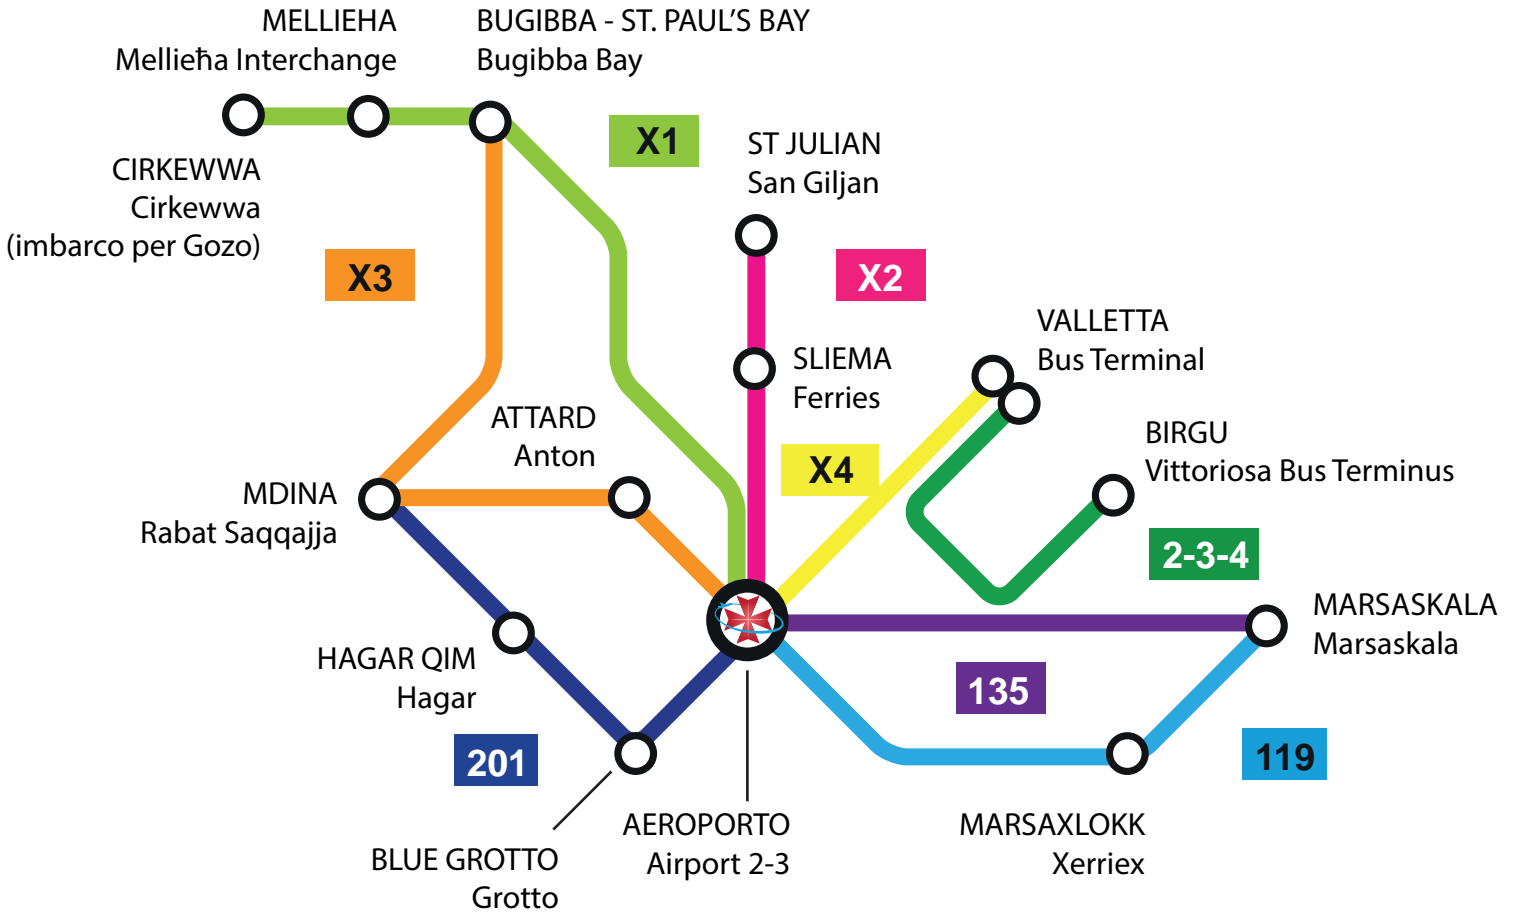 MELLIEHA
Mellieħa Interchange
BUGIBBA - ST. PAUL'S BAY
Bugibba Bay
X1
ST JULIAN
San Giljan
CIRKEWWA
Cirkewwa
(imbarco per Gozo)
X3
X2
VALLETTA
Bus Terminal
SLIEMA
Ferries
ATTARD
Anton
X4
BIRGU
Vittoriosa Bus Terminus
MDINA
Rabat Saqqajja
2-3-4
MARSASKALA
Marsaskala
HAGAR QIM
Hagar
135
201
119
BLUE GROTTO
Grotto
AEROPORTO
Airport 2-3
MARSAXLOKK
Xerriex